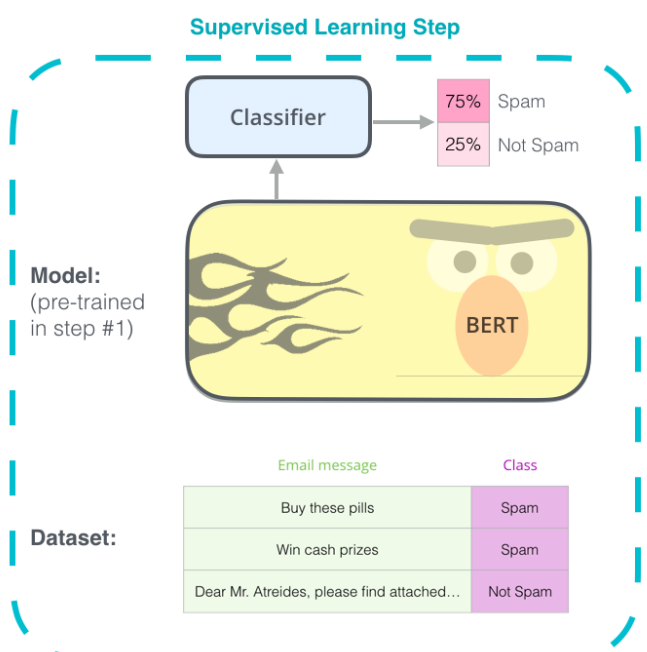 Supervised Learning Step
Classifier
75% Spam
25% Not Spam
Model:
(pre-trained
in step #1)
BERT
Email message Class
Dataset:
Buy these pills Spam
Win cash prizes Spam
Dear Mr. Atreides, please find attached… Not Spam